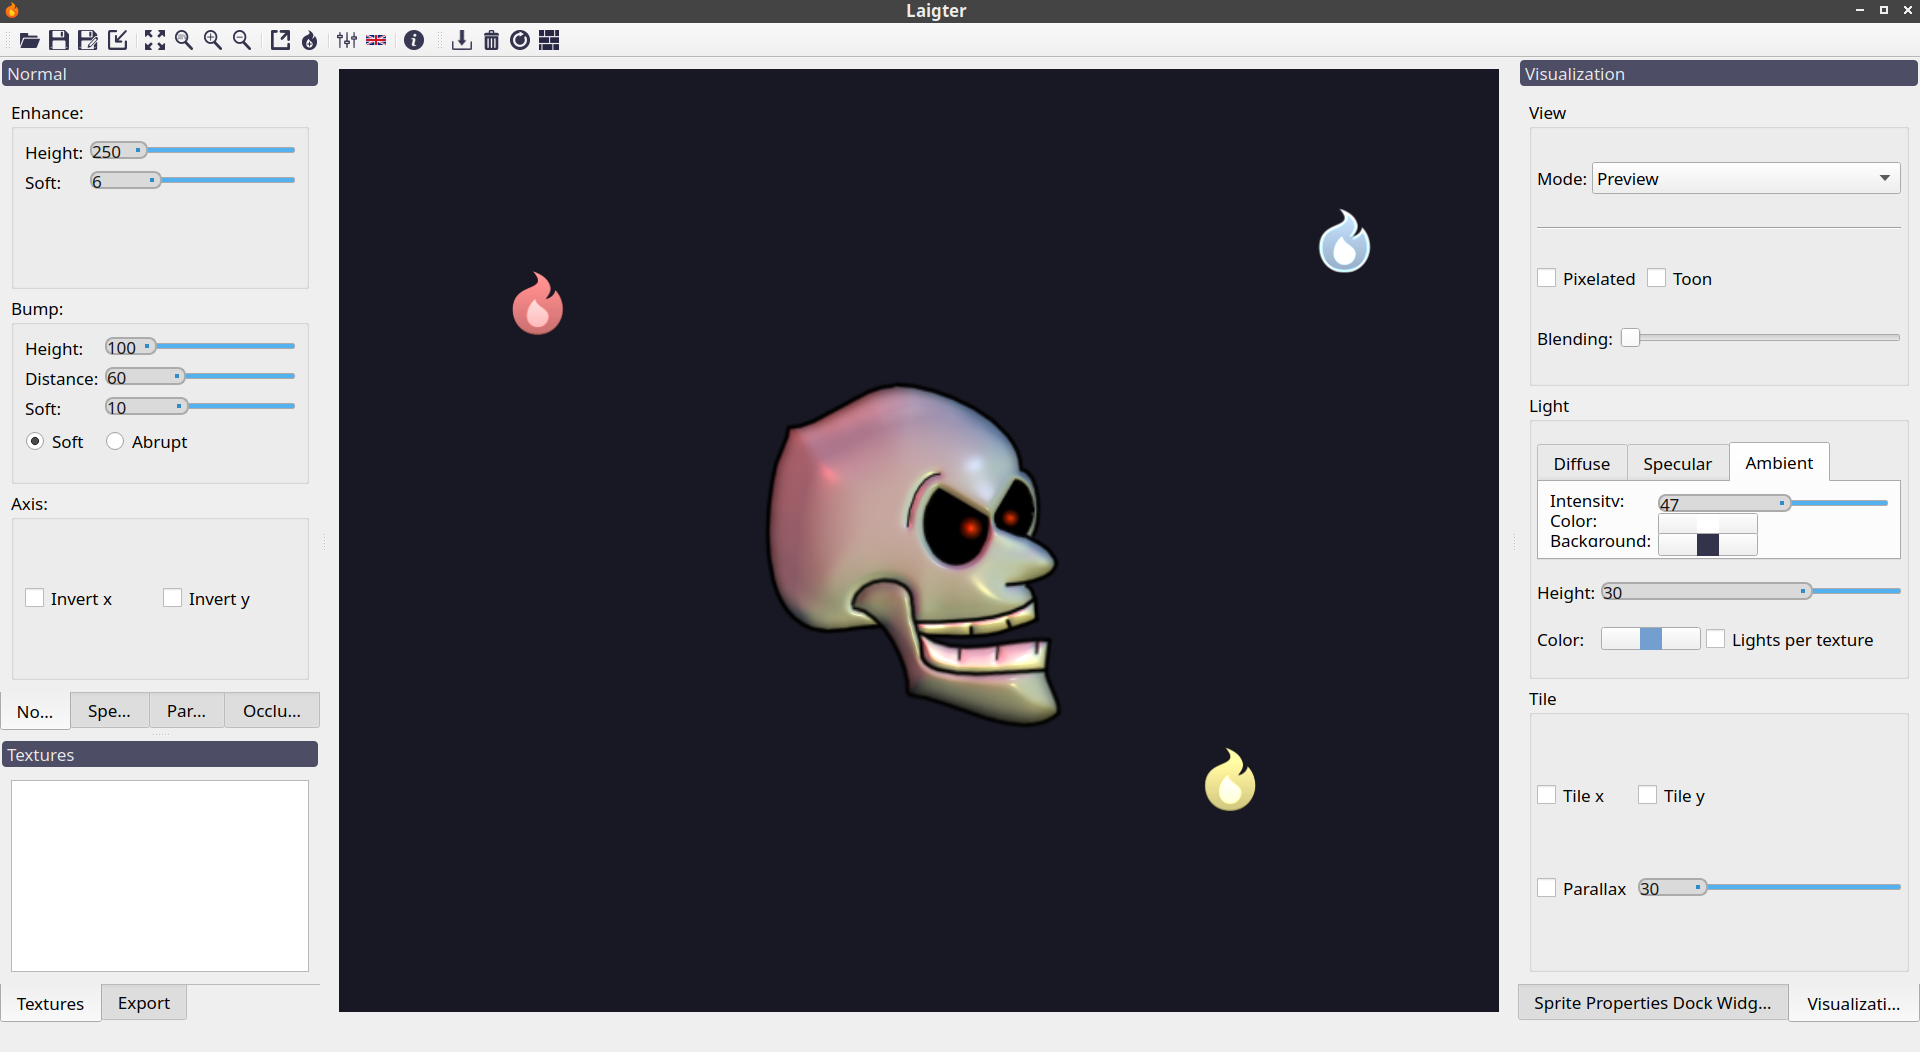 Laigter
Normal
Enhance:
Height: 250
Soft: 6
Bump:
Height: 100
Distance: 60
Soft: 10
Soft Abrupt
Axis:
Invert x Invert y
No... Spe... Par... Occlu...
Textures
Textures Export
Visualization
View
Mode: Preview
Pixelated Toon
Blending:
Light
Diffuse Specular Ambient
Intensity: 47
Color:
Background:
Height: 30
Color: Lights per texture
Tile
Tile x Tile y
Parallax 30
Sprite Properties Dock Widg... Visualizati...